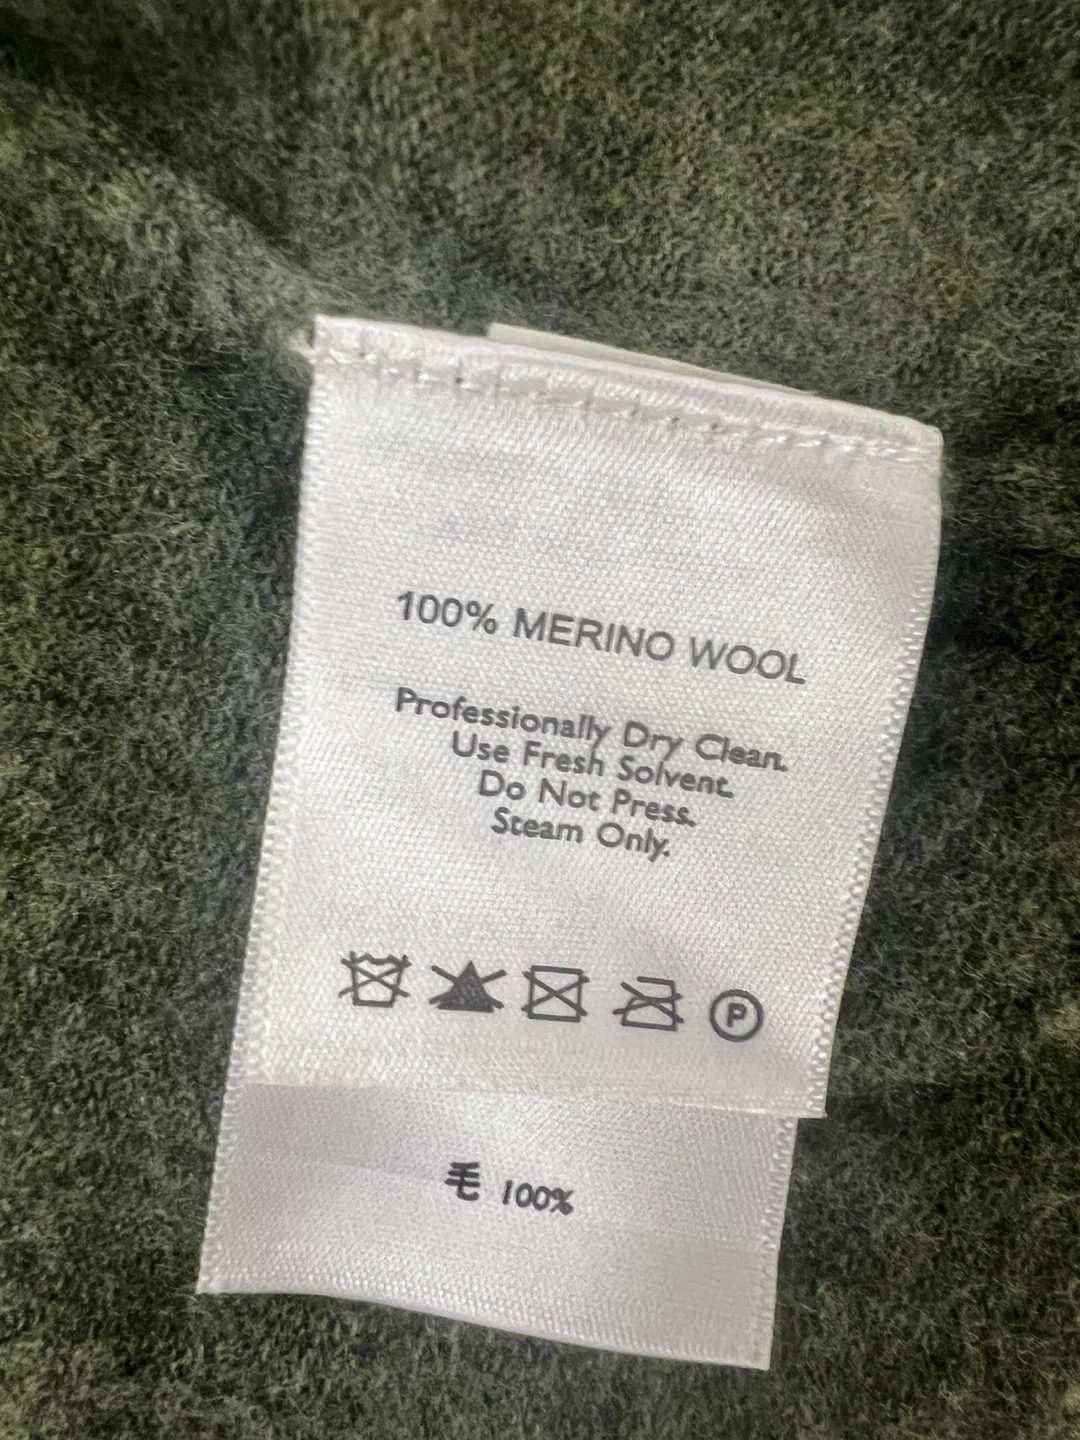 100% MERINO WOOL
Professionally Dry Clean.
Use Fresh Solvent.
Do Not Press.
Steam Only.
P
毛 100%